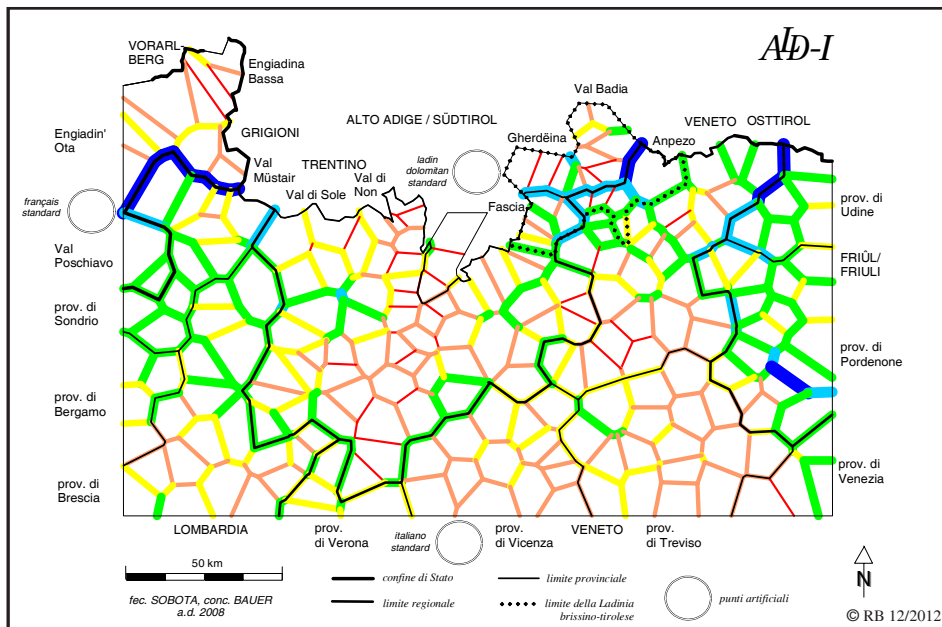 VORARL-
BERG
Engiadina
Bassa
ALD-I
Val Badia
Engiadin'
Ota
GRIGIONI
ALTO ADIGE / SÜDTIROL
Gherdëina
Anpezo
VENETO
OSTTIROL
Val
Müstair
TRENTINO
Val di Sole
Val di
Non
ladin
dolomitan
standard
Fascia
français
standard
prov. di
Udine
Val
Poschiavo
FRIÛL/
FRIULI
prov. di
Sondrio
prov. di
Pordenone
prov. di
Bergamo
prov. di
Brescia
prov. di
Venezia
LOMBARDIA
prov.
di Verona
italiano
standard
prov.
di Vicenza
VENETO
prov.
di Treviso
50 km
fec. SOBOTA, conc. BAUER
a.d. 2008
confine di Stato
limite regionale
limite provinciale
limite della Ladinia
brissino-tirolese
punti artificiali
N
© RB 12/2012